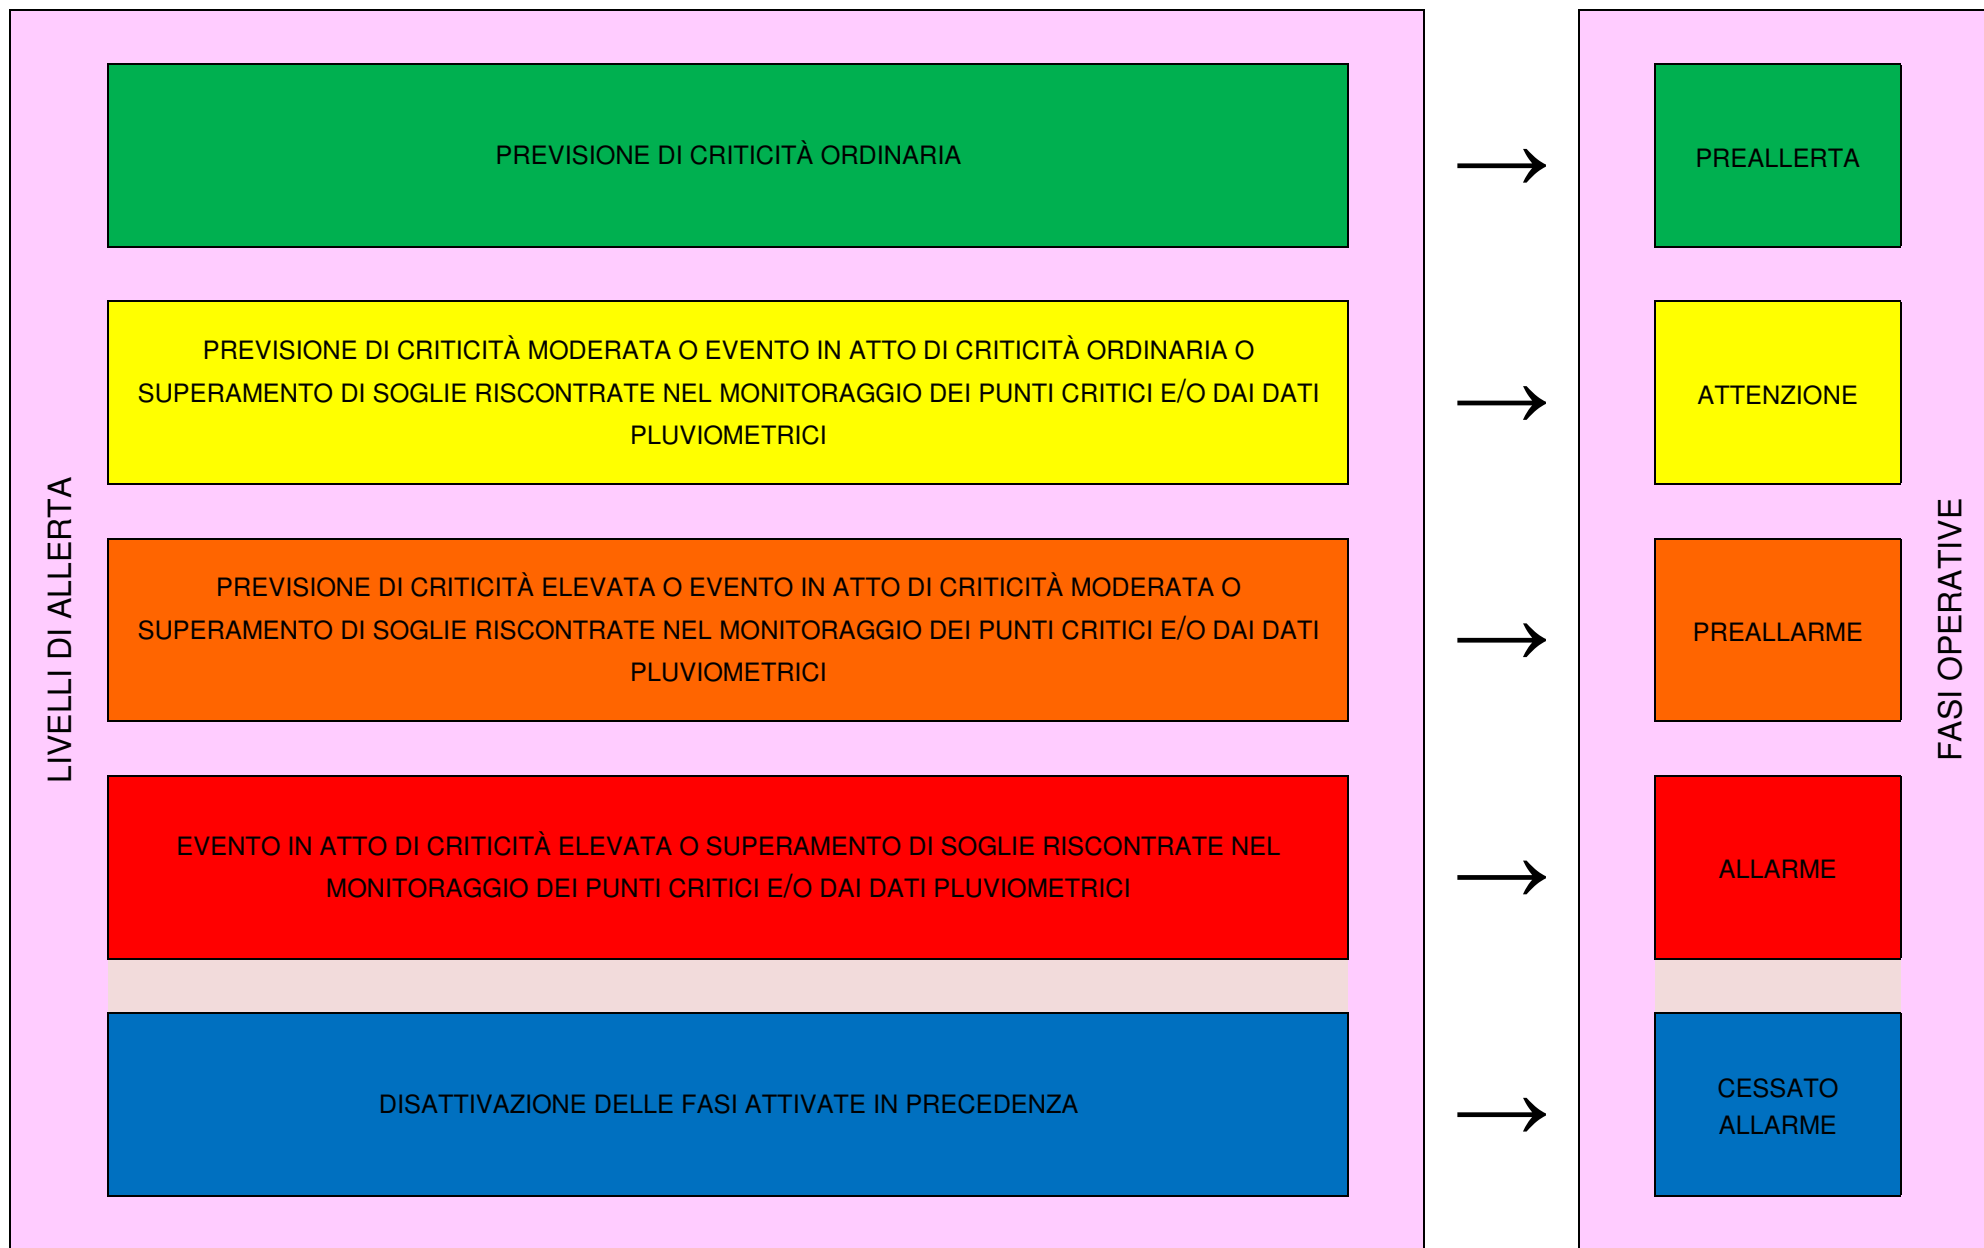 LIVELLI DI ALLERTA
PREVISIONE DI CRITICITÀ ORDINARIA
PREALLERTA
PREVISIONE DI CRITICITÀ MODERATA O EVENTO IN ATTO DI CRITICITÀ ORDINARIA O
SUPERAMENTO DI SOGLIE RISCONTRATE NEL MONITORAGGIO DEI PUNTI CRITICI E/O DAI DATI
PLUVIOMETRICI
ATTENZIONE
PREVISIONE DI CRITICITÀ ELEVATA O EVENTO IN ATTO DI CRITICITÀ MODERATA O
SUPERAMENTO DI SOGLIE RISCONTRATE NEL MONITORAGGIO DEI PUNTI CRITICI E/O DAI DATI
PLUVIOMETRICI
PREALLARME
EVENTO IN ATTO DI CRITICITÀ ELEVATA O SUPERAMENTO DI SOGLIE RISCONTRATE NEL
MONITORAGGIO DEI PUNTI CRITICI E/O DAI DATI PLUVIOMETRICI
ALLARME
DISATTIVAZIONE DELLE FASI ATTIVATE IN PRECEDENZA
CESSATO
ALLARME
FASI OPERATIVE